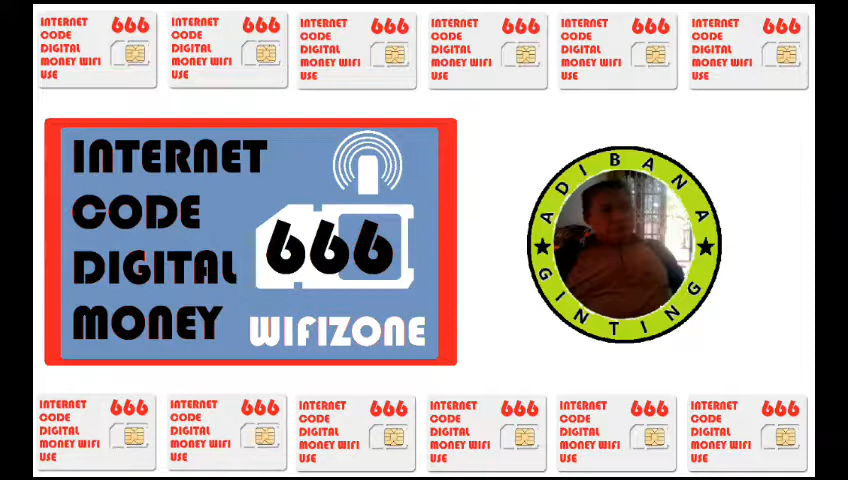 INTERNET 666
CODE
DIGITAL
MONEY WIFI
USE
INTERNET 666
CODE
DIGITAL
MONEY WIFI
USE
INTERNET 666
CODE
DIGITAL
MONEY WIFI
USE
INTERNET 666
CODE
DIGITAL
MONEY WIFI
USE
INTERNET 666
CODE
DIGITAL
MONEY WIFI
USE
INTERNET 666
CODE
DIGITAL
MONEY WIFI
USE
INTERNET
CODE
DIGITAL
MONEY
666
WIFIZONE
ADIBANA
GINTING
INTERNET 666
CODE
DIGITAL
MONEY WIFI
USE
INTERNET 666
CODE
DIGITAL
MONEY WIFI
USE
INTERNET 666
CODE
DIGITAL
MONEY WIFI
USE
INTERNET 666
CODE
DIGITAL
MONEY WIFI
USE
INTERNET 666
CODE
DIGITAL
MONEY WIFI
USE
INTERNET 666
CODE
DIGITAL
MONEY WIFI
USE